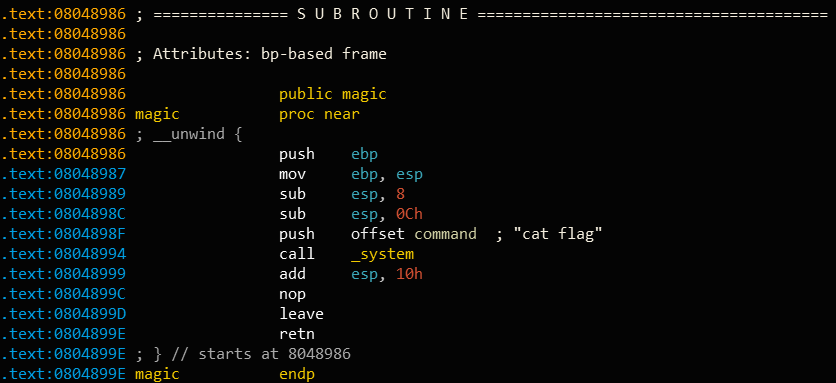 .text:08048986 ; =============== S U B R O U T I N E =======================================
.text:08048986
.text:08048986 ; Attributes: bp-based frame
.text:08048986
.text:08048986                 public magic
.text:08048986 magic           proc near
.text:08048986 ; __unwind {
.text:08048986                 push    ebp
.text:08048987                 mov     ebp, esp
.text:08048989                 sub     esp, 8
.text:0804898C                 sub     esp, 0Ch
.text:0804898F                 push    offset command  ; "cat flag"
.text:08048994                 call    _system
.text:08048999                 add     esp, 10h
.text:0804899C                 nop
.text:0804899D                 leave
.text:0804899E                 retn
.text:0804899E ; } // starts at 8048986
.text:0804899E magic           endp